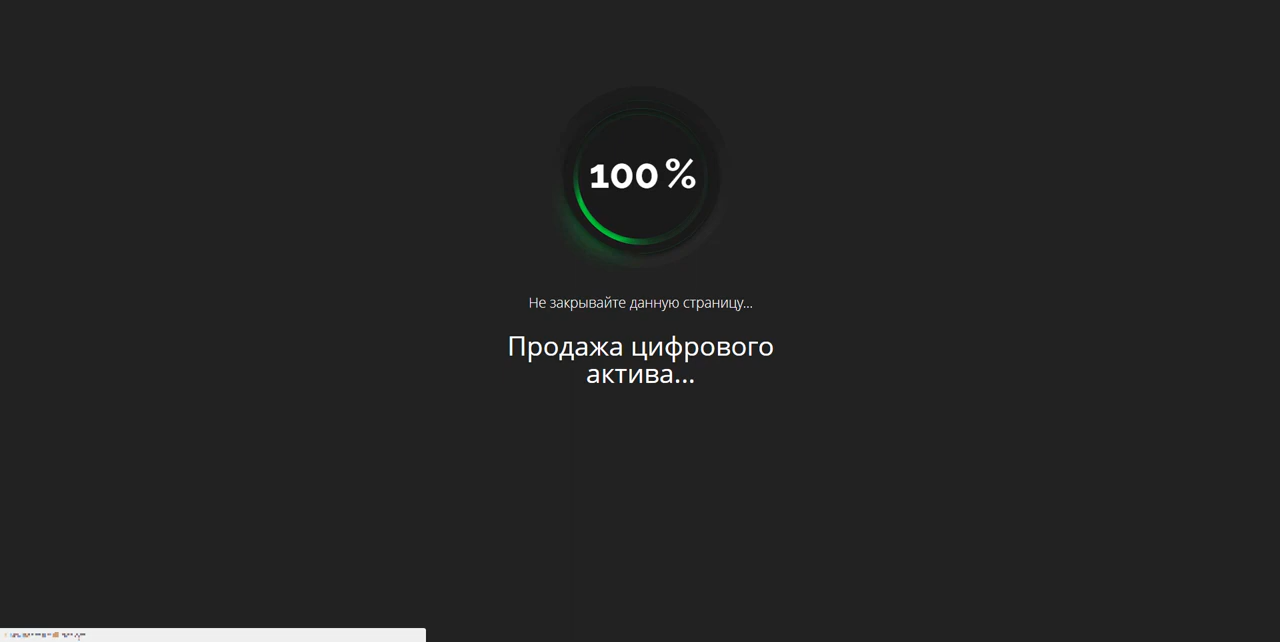 100 %
Не закрывайте данную страницу...
Продажа цифрового
актива...